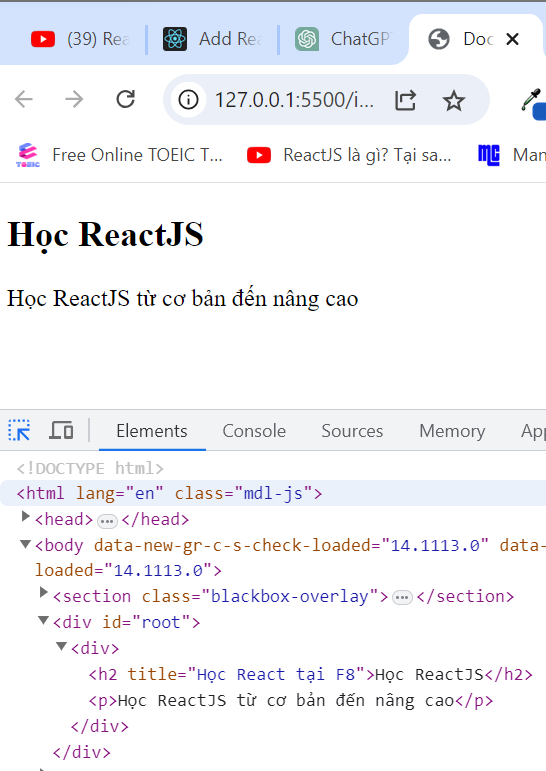 (39) Rea
Add Rea
ChatGP
Doc
127.0.0.1:5500/i...
TOEIC
Free Online TOEIC T...
ReactJS là gì? Tại sa...
Man
Học ReactJS
Học ReactJS từ cơ bản đến nâng cao
Elements Console Sources Memory App
<!DOCTYPE html>
<html lang="en" class="mdl-js">
<head>...</head>
<body data-new-gr-c-s-check-loaded="14.1113.0" data-
loaded="14.1113.0">
<section class="blackbox-overlay">...</section>
<div id="root">
<div>
<h2 title="Học React tại F8">Học ReactJS</h2>
<p>Học ReactJS từ cơ bản đến nâng cao</p>
</div>
</div>